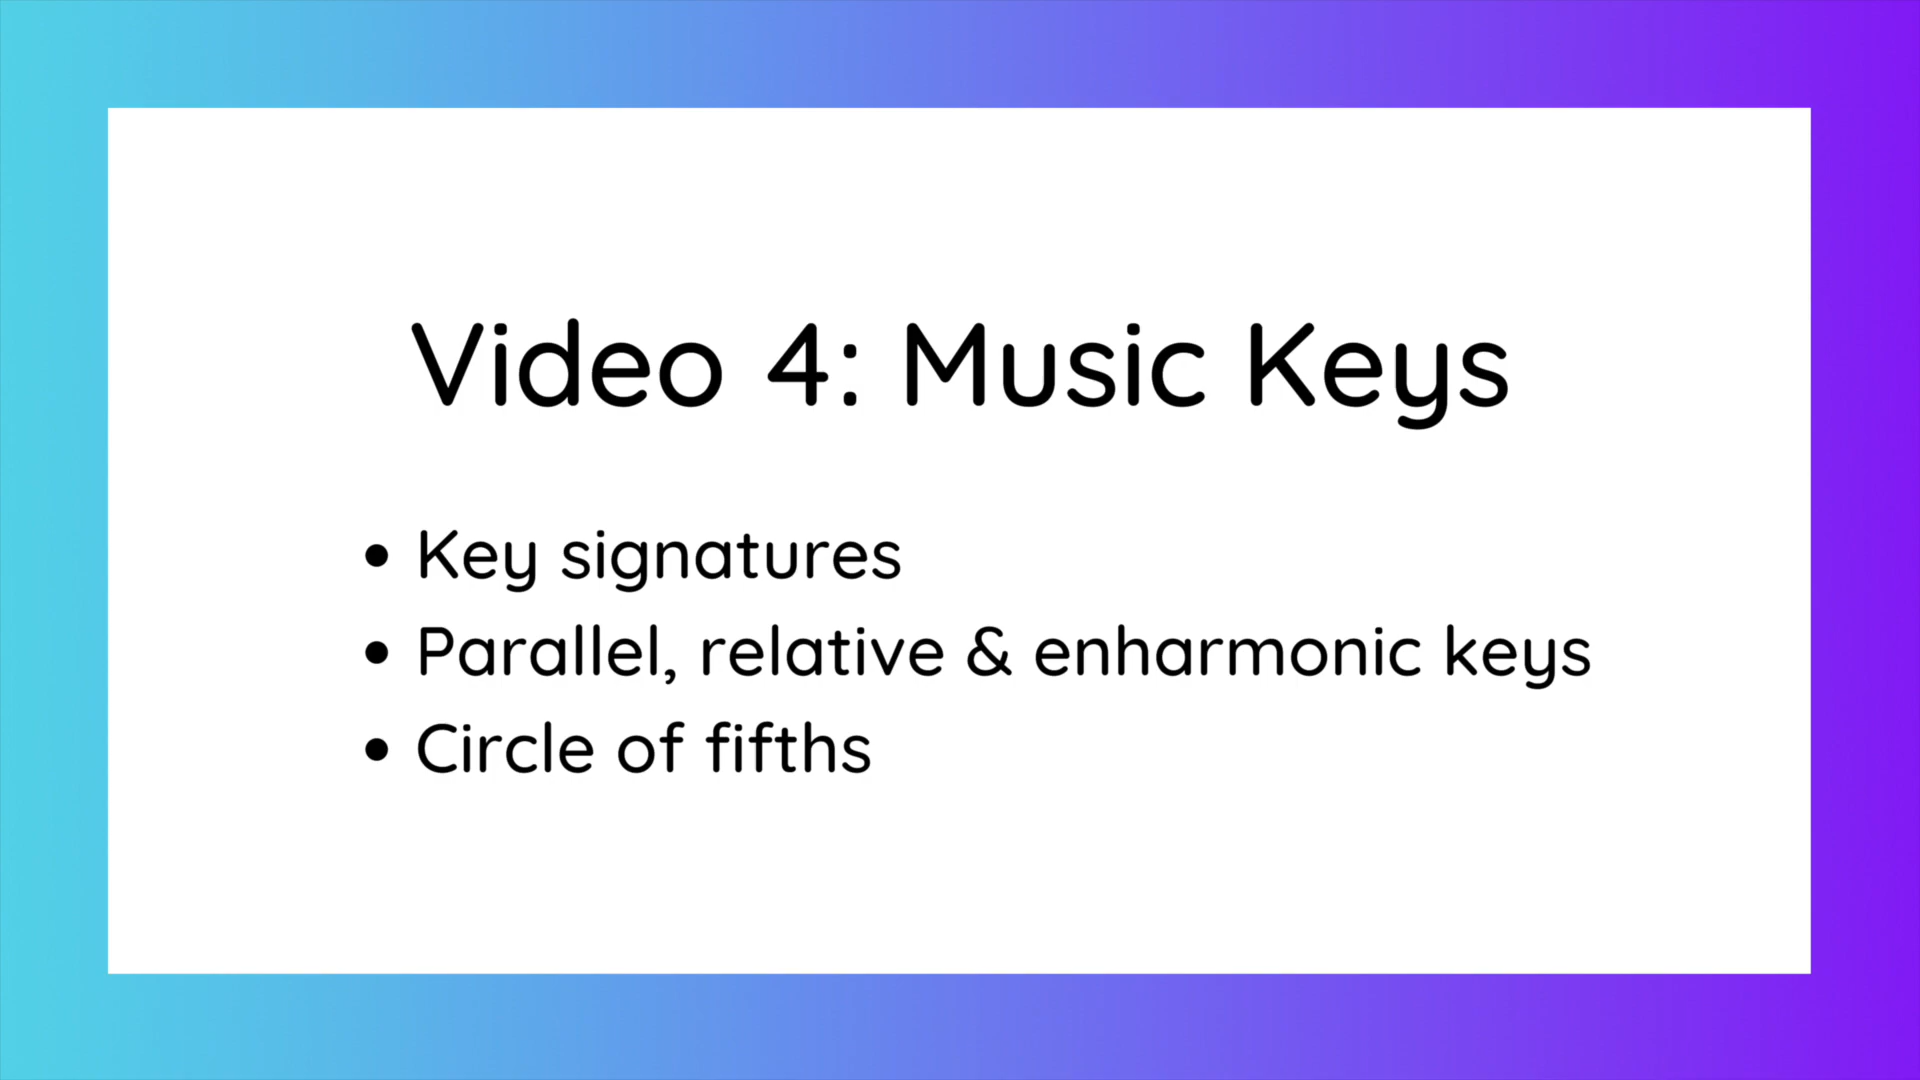 Video 4: Music Keys
• Key signatures
• Parallel, relative & enharmonic keys
• Circle of fifths